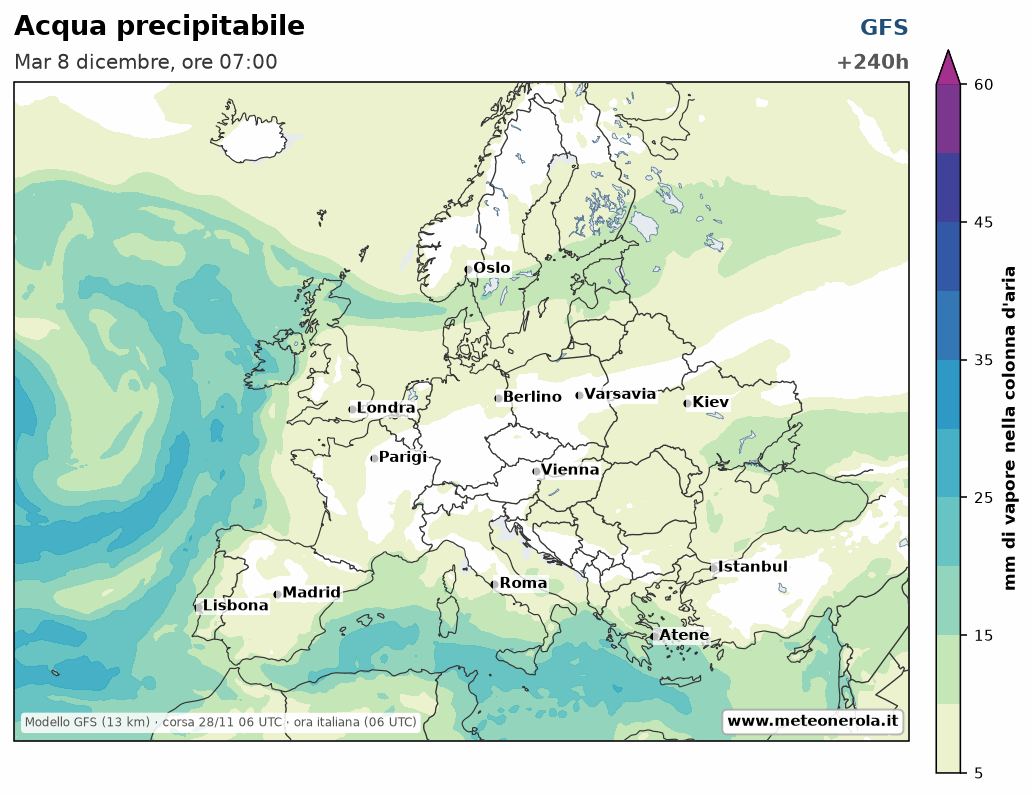 Acqua precipitabile
GFS
Mar 8 dicembre, ore 07:00
+240h
60
45
35
25
15
5
mm di vapore nella colonna d'aria
Oslo
Berlino
Varsavia
Kiev
Londra
Parigi
Vienna
Istanbul
Roma
Madrid
Lisbona
Atene
Modello GFS (13 km) · corsa 28/11 06 UTC · ora italiana (06 UTC)
www.meteonerola.it